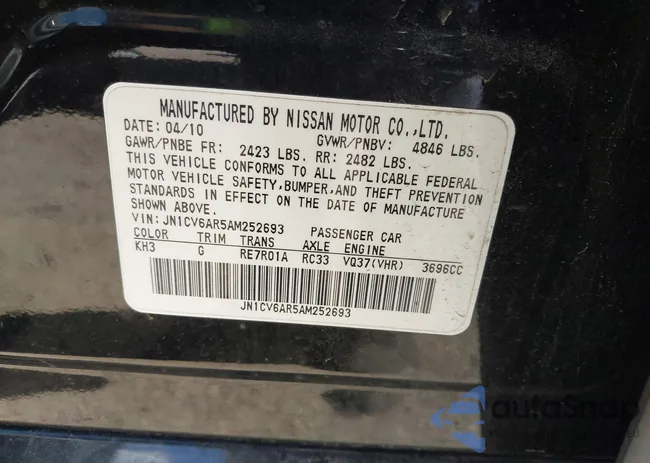 MANUFACTURED BY NISSAN MOTOR CO.,LTD.
DATE: 04/10 GVWR/PNBV: 4846 LBS.
GAWR/PNBE FR: 2423 LBS. RR: 2482 LBS.
THIS VEHICLE CONFORMS TO ALL APPLICABLE FEDERAL
MOTOR VEHICLE SAFETY,BUMPER,AND THEFT PREVENTION
STANDARDS IN EFFECT ON THE DATE OF MANUFACTURE
SHOWN ABOVE.
VIN: JN1CV6AR5AM252693 PASSENGER CAR
COLOR TRIM TRANS AXLE ENGINE
KH3 G RE7R01A RC33 VQ37(VHR) 3696CC
JN1CV6AR5AM252693
autoSnap